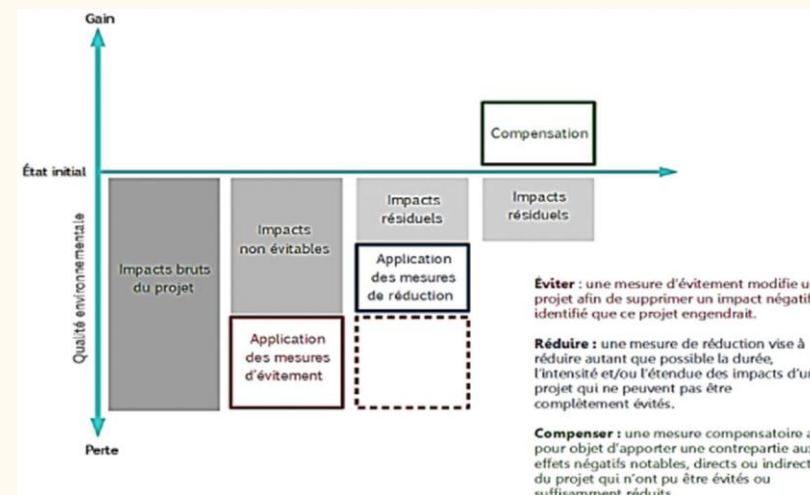 Gain
Compensation
État initial
Impacts bruts
du projet
Impacts
non évitables
Impacts
résiduels
Impacts
résiduels
Application
des mesures
de réduction
Application
des mesures
d'évitement
Qualité environnementale
Perte
Éviter : une mesure d'évitement modifie
projet afin de supprimer un impact négatif
identifié que ce projet engendrait.
Réduire : une mesure de réduction vise à
réduire autant que possible la durée,
l'intensité et/ou l'étendue des impacts
projet qui ne peuvent pas être
complètement évités.
Compenser : une mesure compensatoire a
pour objet d'apporter une contrepartie aux
effets négatifs notables, directs ou indirect
du projet qui n'ont pu être évités ou
suffisamment réduits